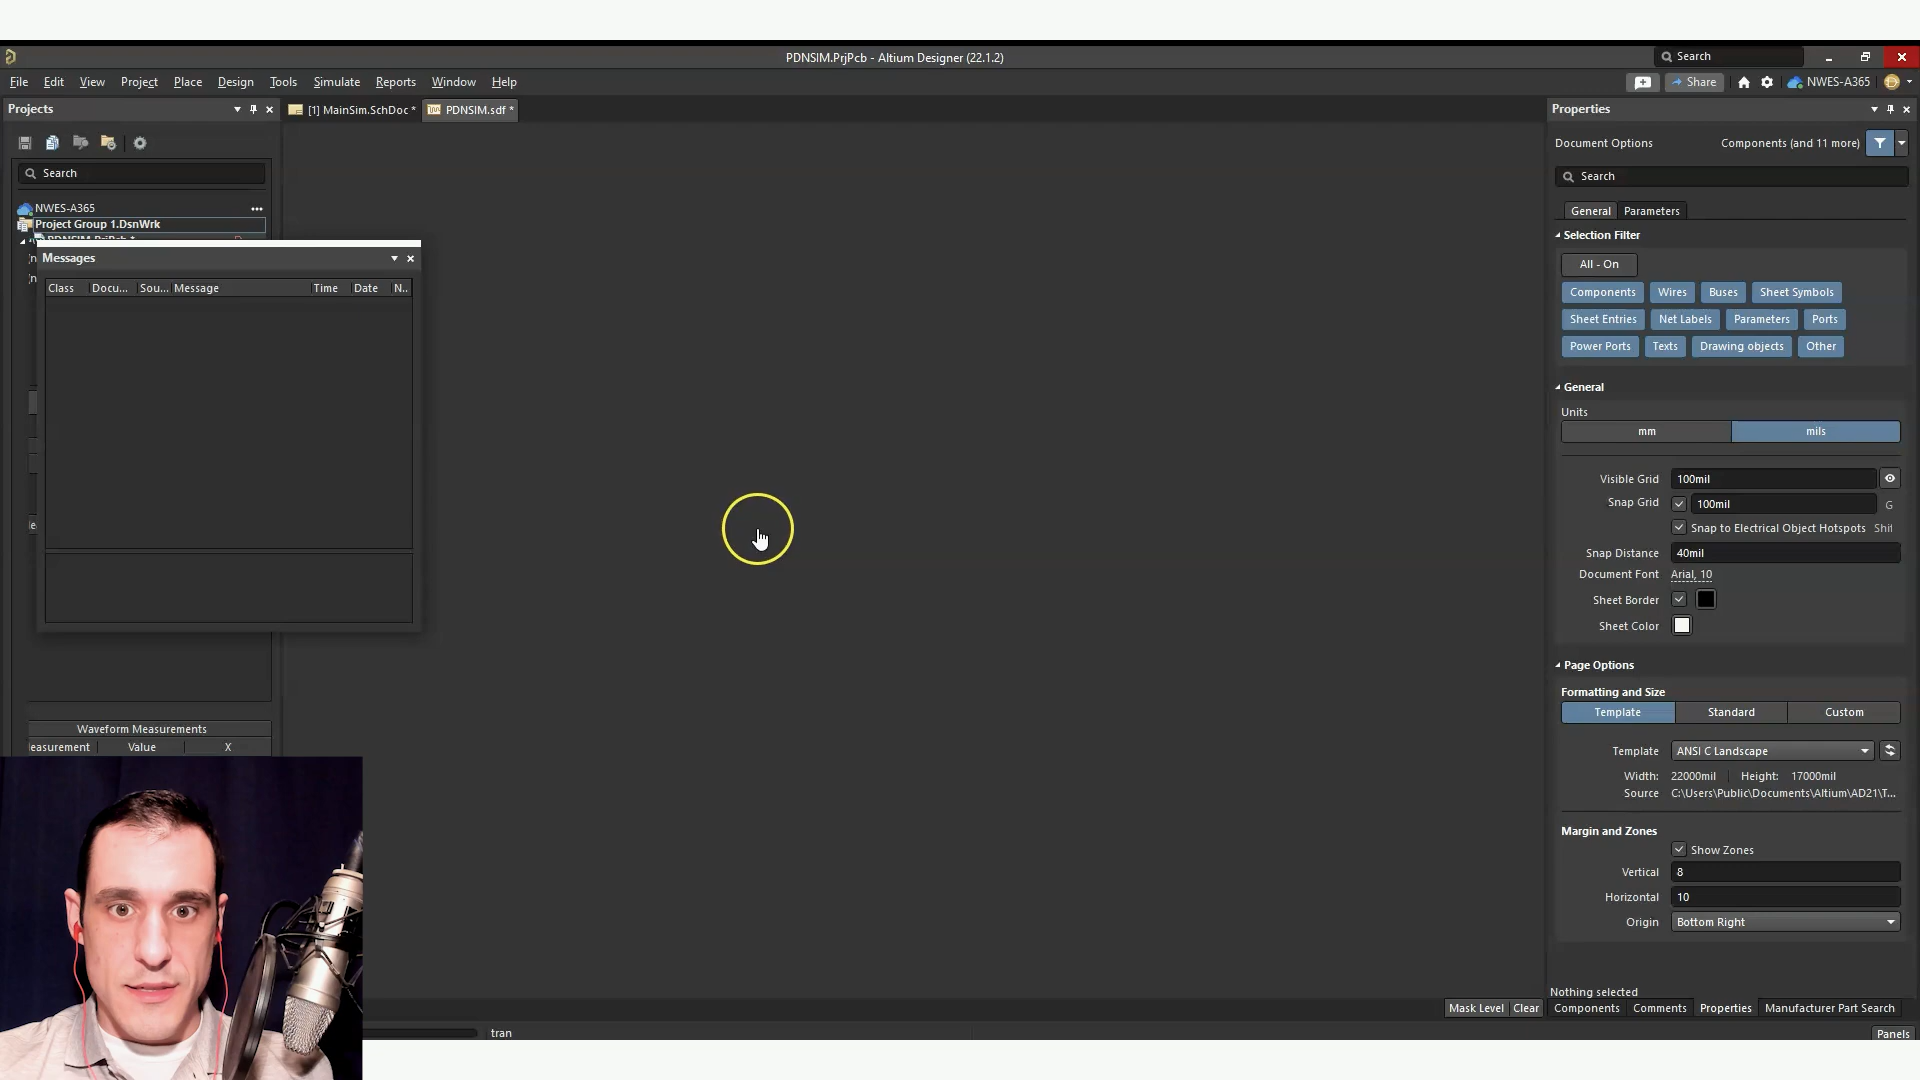 PDNSIM.PrjPcb - Altium Designer (22.1.2)
Search
File Edit View Project Place Design Tools Simulate Reports Window Help
Share
NWES-A365
Projects
[1] MainSim.SchDoc *
PDNSIM.sdf *
Search
NWES-A365
Project Group 1.DsnWrk
Messages
Class Docu... Sou... Message Time Date N..
Waveform Measurements
easurement Value X
tran
Mask Level Clear
Properties
Document Options Components (and 11 more)
Search
General Parameters
Selection Filter
All - On
Components Wires Buses Sheet Symbols
Sheet Entries Net Labels Parameters Ports
Power Ports Texts Drawing objects Other
General
Units
mm mils
Visible Grid 100mil
Snap Grid 100mil G
Snap to Electrical Object Hotspots Shif
Snap Distance 40mil
Document Font Arial, 10
Sheet Border
Sheet Color
Page Options
Formatting and Size
Template Standard Custom
Template ANSI C Landscape
Width: 22000mil Height: 17000mil
Source C:\Users\Public\Documents\Altium\AD21\T...
Margin and Zones
Show Zones
Vertical 8
Horizontal 10
Origin Bottom Right
Nothing selected
Components Comments Properties Manufacturer Part Search
Panels